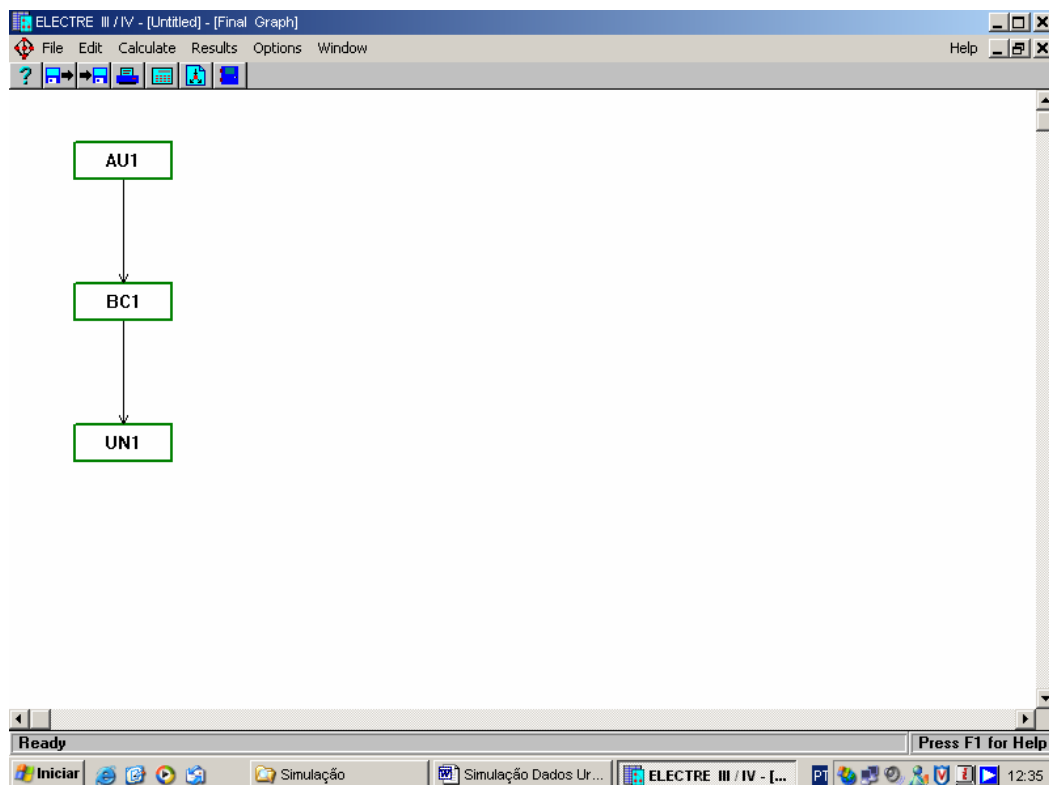 ELECTRE III / IV - [Untitled] - [Final Graph]
File Edit Calculate Results Options Window Help
?
AU1
BC1
UN1
Ready Press F1 for Help
Iniciar Simulação Simulação Dados Ur... ELECTRE III / IV - [... PT 12:35